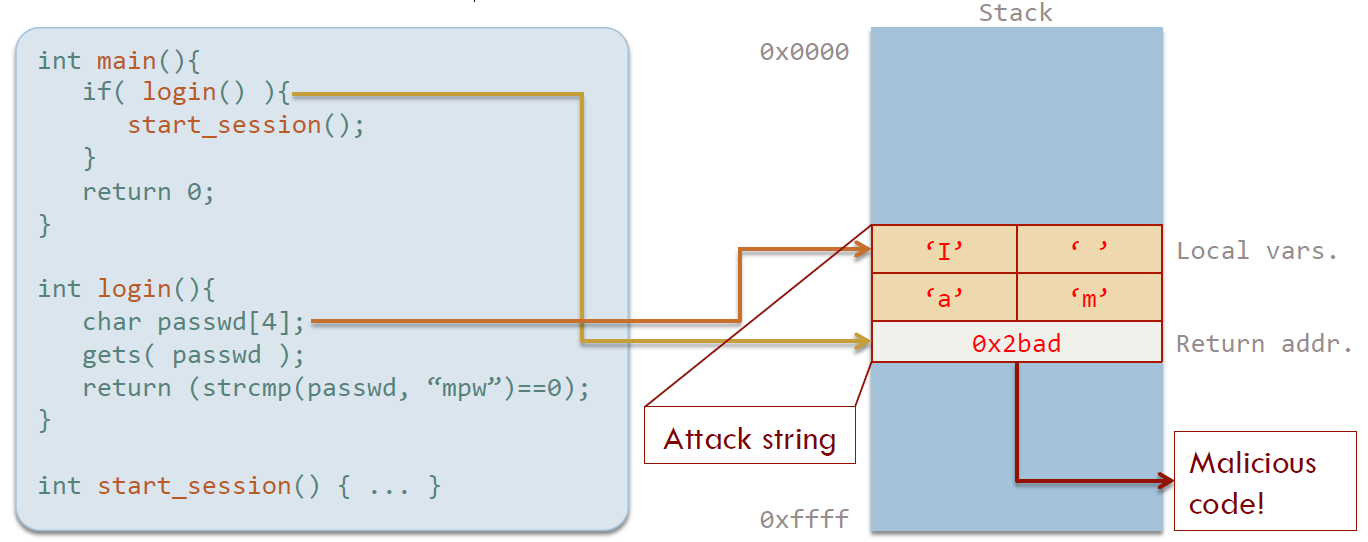 int main(){
if( login() ){
start_session();
}
return 0;
}
int login(){
char passwd[4];
gets( passwd );
return (strcmp(passwd, “mpw”)==0);
}
int start_session() { ... }
Stack
0x0000
‘I’ ‘ ’ Local vars.
‘a’ ‘m’
0x2bad Return addr.
Attack string
Malicious
code!
0xffff